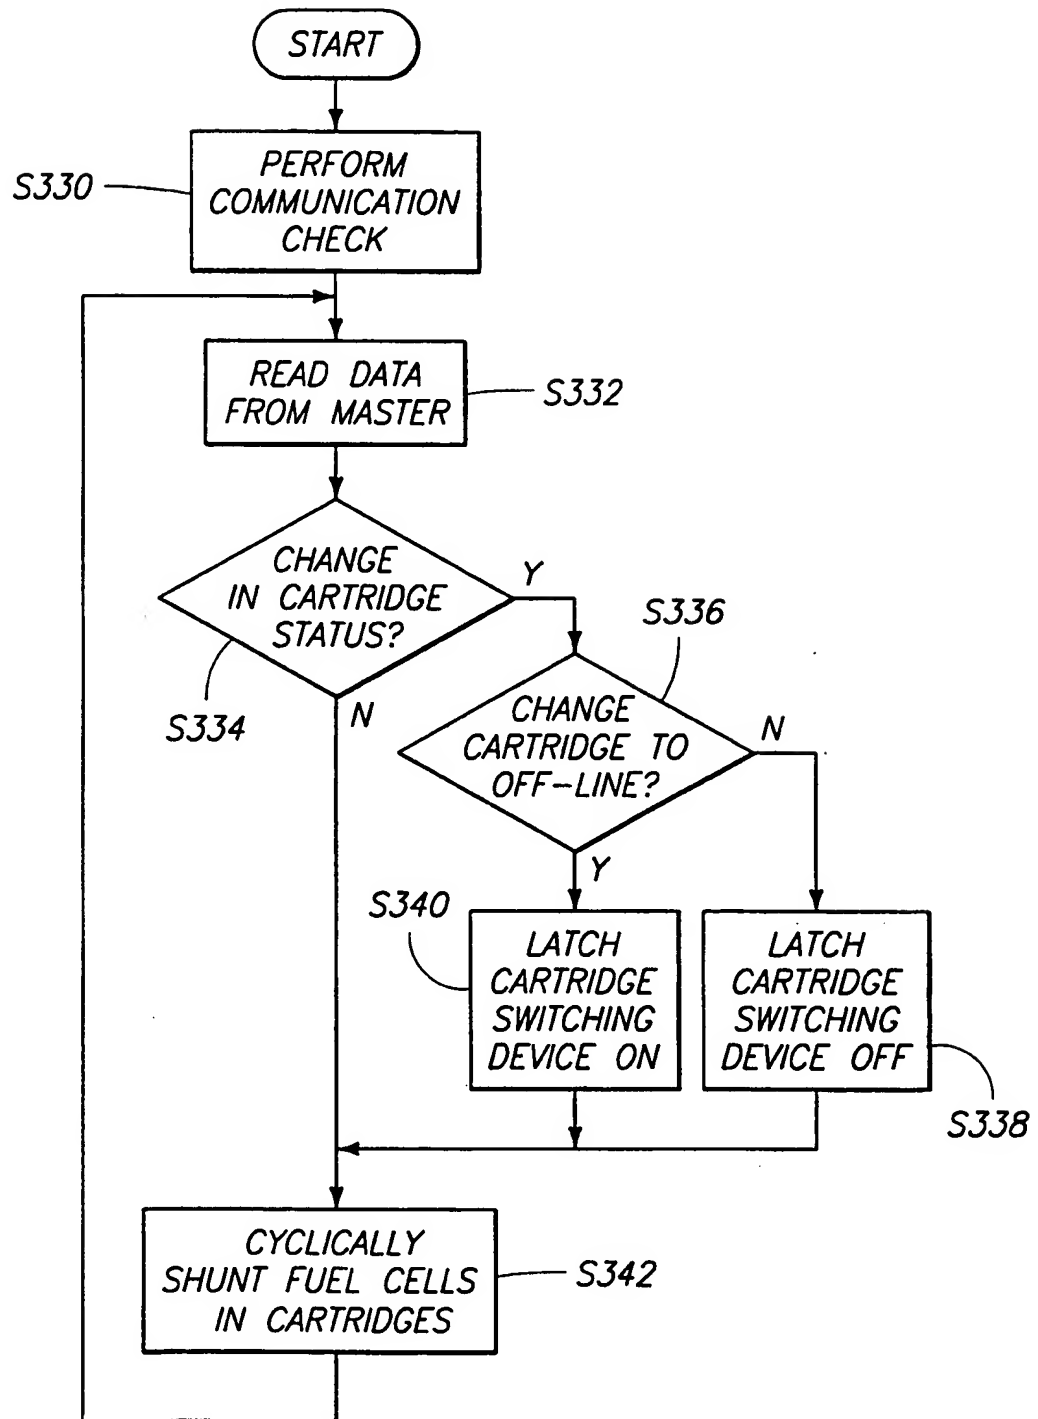 START
PERFORM
COMMUNICATION
CHECK
S330
READ DATA
FROM MASTER
S332
CHANGE
IN CARTRIDGE
STATUS?
Y
S334
N
S336
CHANGE
CARTRIDGE TO
OFF-LINE?
N
Y
S340
LATCH
CARTRIDGE
SWITCHING
DEVICE ON
LATCH
CARTRIDGE
SWITCHING
DEVICE OFF
S338
CYCLICALLY
SHUNT FUEL CELLS
IN CARTRIDGES
S342